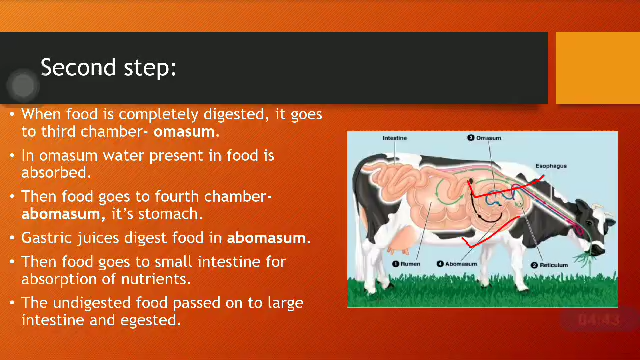 Second step:
• When food is completely digested, it goes
to third chamber- omasum.
• In omasum water present in food is
absorbed.
• Then food goes to fourth chamber-
abomasum, it's stomach.
• Gastric juices digest food in abomasum.
• Then food goes to small intestine for
absorption of nutrients.
• The undigested food passed on to large
intestine and egested.
Intestine
3 Omasum
Esophagus
1 Rumen
4 Abomasum
2 Reticulum
04:43